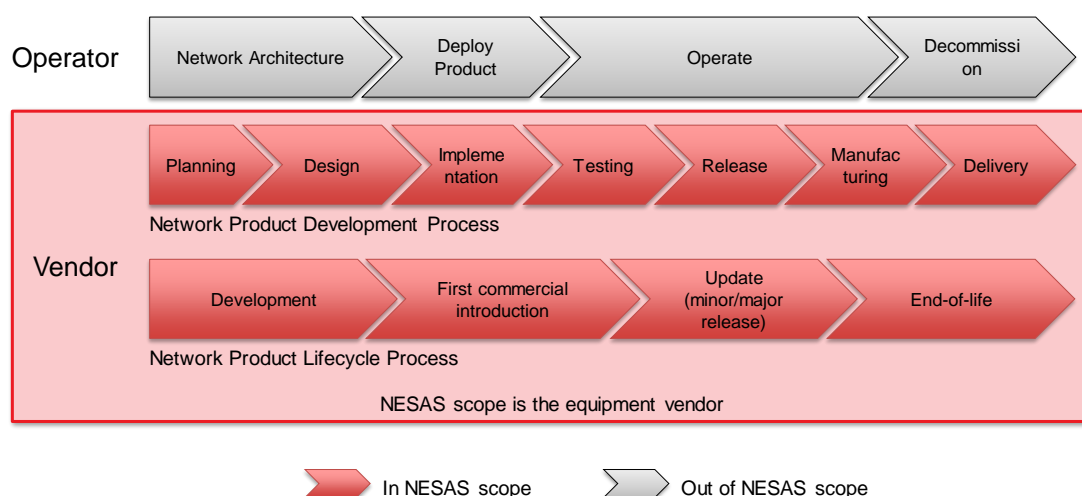 Operator
Network Architecture
Deploy
Product
Operate
Decommissi
on
Vendor
Planning
Design
Impleme
ntation
Testing
Release
Manufac
turing
Delivery
Network Product Development Process
Development
First commercial
introduction
Update
(minor/major
release)
End-of-life
Network Product Lifecycle Process
NESAS scope is the equipment vendor
In NESAS scope
Out of NESAS scope